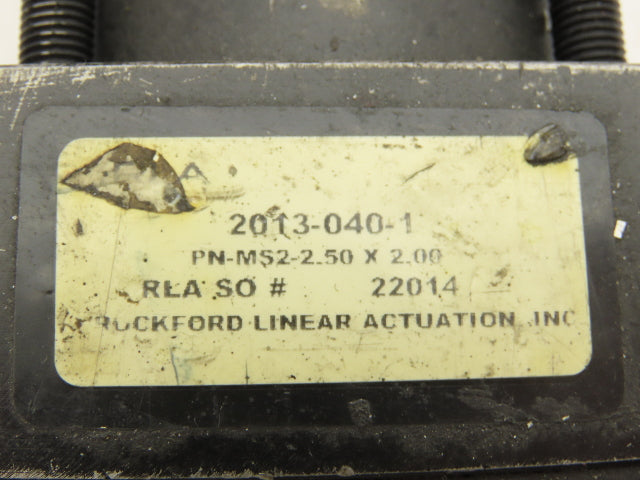 A
2013-040-1
PN-MS2-2.50 X 2.00
RLA SO # 22014
ROCKFORD LINEAR ACTUATION, INC